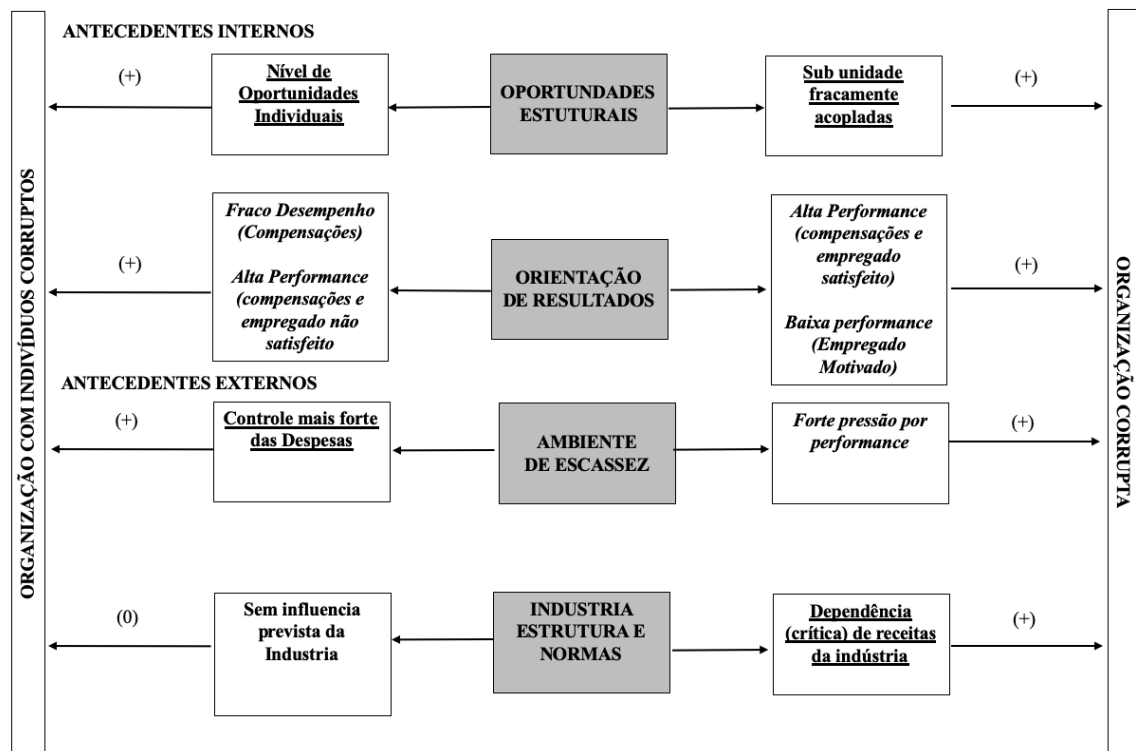 ANTECEDENTES INTERNOS
(+)
Nível de
Oportunidades
Individuais
OPORTUNDADES
ESTUTURAIS
Sub unidade
fracamente
acopladas
(+)
ORGANIZAÇÃO COM INDIVÍDUOS CORRUPTOS
ORGANIZAÇÃO CORRUPTA
(+)
Fraco Desempenho
(Compensações)
Alta Performance
(compensações e
empregado não
satisfeito
ORIENTAÇÃO
DE RESULTADOS
Alta Performance
(compensações e
empregado
satisfeito)
Baixa performance
(Empregado
Motivado)
(+)
ANTECEDENTES EXTERNOS
(+)
Controle mais forte
das Despesas
AMBIENTE
DE ESCASSEZ
Forte pressão por
performance
(+)
(0)
Sem influencia
prevista da
Industria
INDUSTRIA
ESTRUTURA E
NORMAS
Dependência
(crítica) de receitas
da indústria
(+)